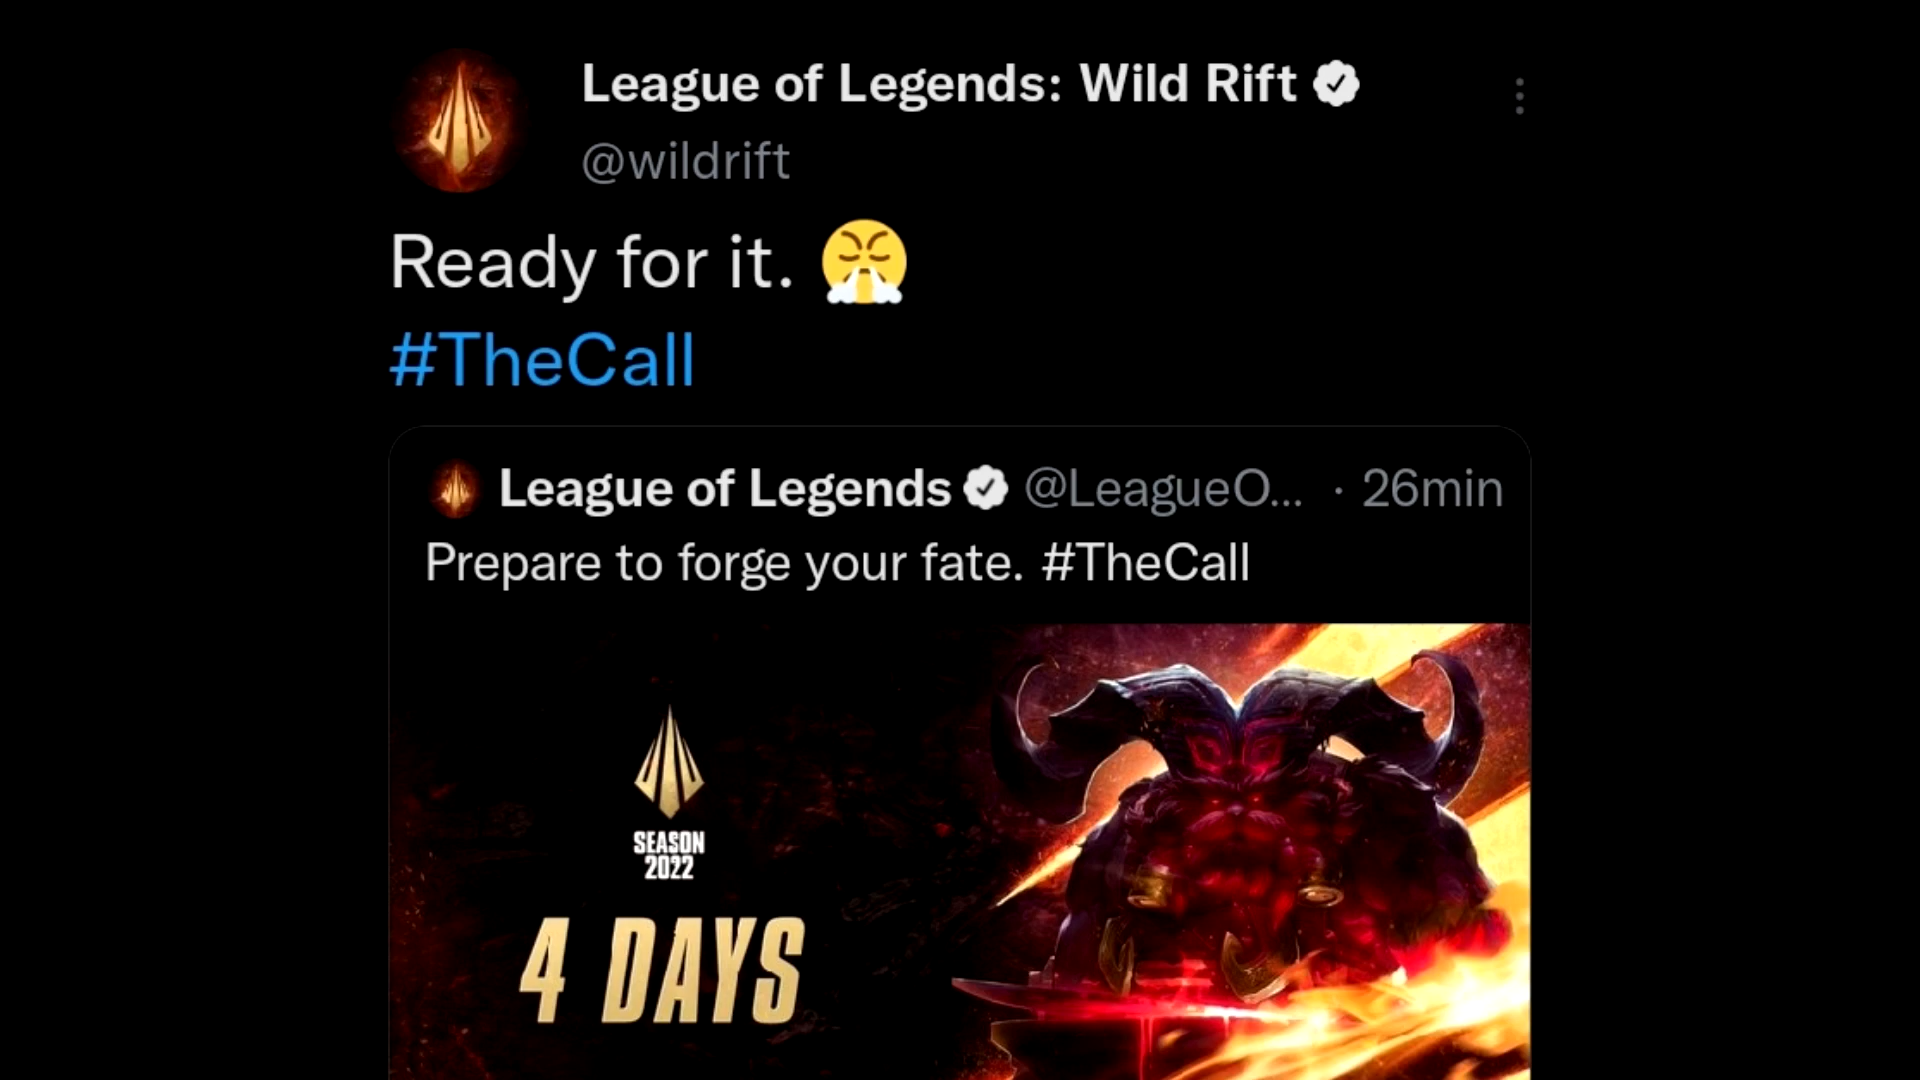 League of Legends: Wild Rift
@wildrift
Ready for it. 😤
#TheCall
League of Legends @LeagueO... · 26min
Prepare to forge your fate. #TheCall
SEASON
2022
4 DAYS